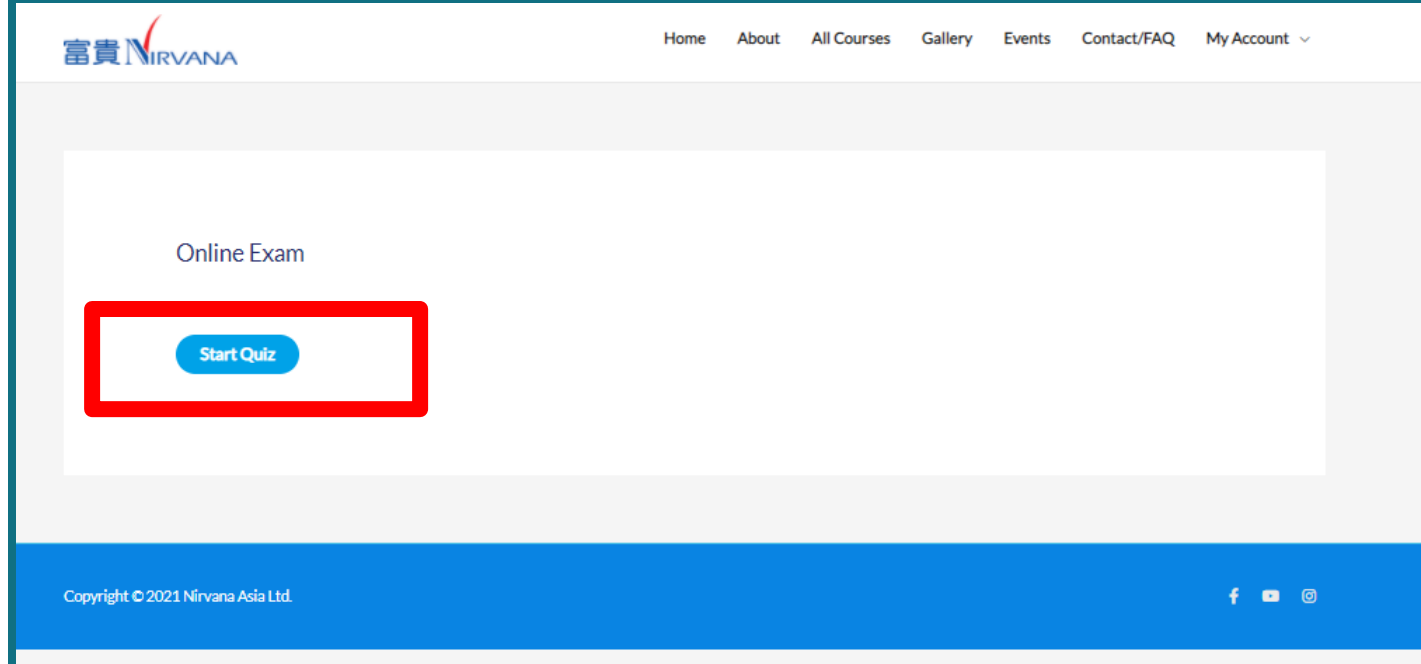 富貴 NIRVANA
Home About All Courses Gallery Events Contact/FAQ My Account
Online Exam
Start Quiz
Copyright © 2021 Nirvana Asia Ltd.